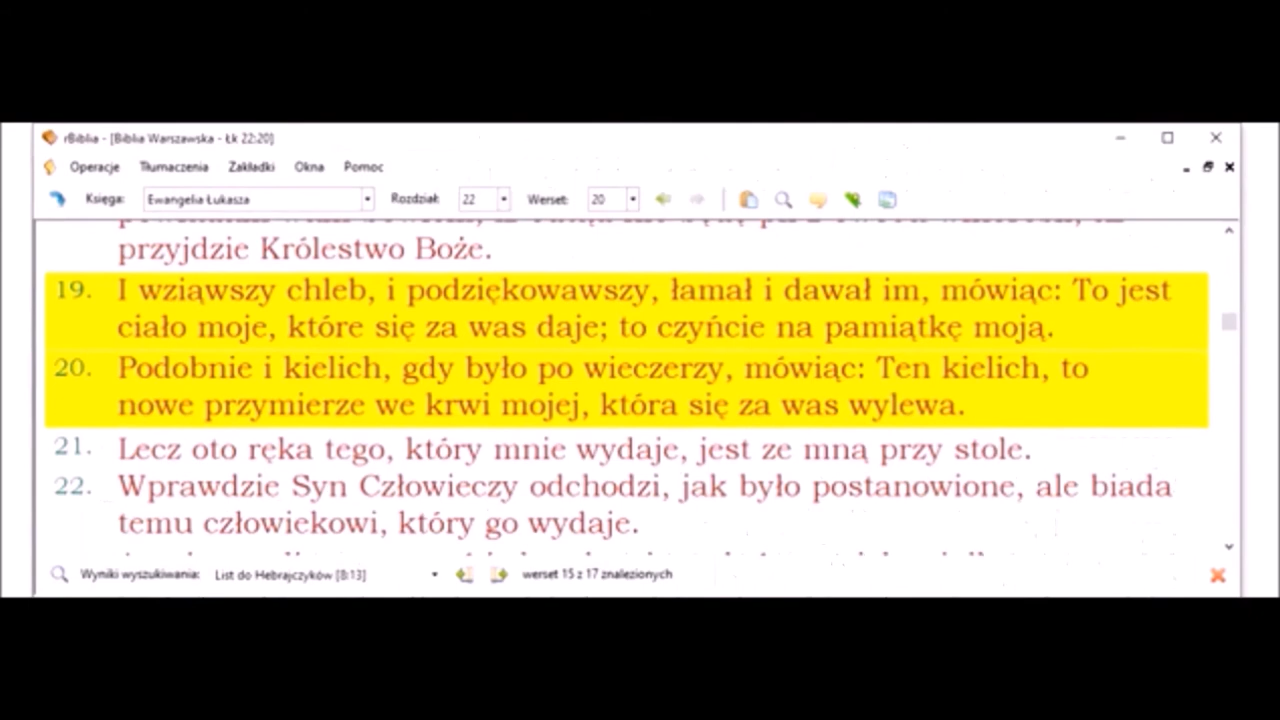 rBiblia - [Biblia Warszawska - Łk 22:20]
Operacje Tłumaczenia Zakładki Okna Pomoc
Księga: Ewangelia Łukasza Rozdział: 22 Werset: 20
przyjdzie Królestwo Boże.
19. I wziąwszy chleb, i podziękowawszy, łamał i dawał im, mówiąc: To jest
ciało moje, które się za was daje; to czyńcie na pamiątkę moją.
20. Podobnie i kielich, gdy było po wieczerzy, mówiąc: Ten kielich, to
nowe przymierze we krwi mojej, która się za was wylewa.
21. Lecz oto ręka tego, który mnie wydaje, jest ze mną przy stole.
22. Wprawdzie Syn Człowieczy odchodzi, jak było postanowione, ale biada
temu człowiekowi, który go wydaje.
Wyniki wyszukiwania: List do Hebrajczyków [8:13] werset 15 z 17 znalezionych